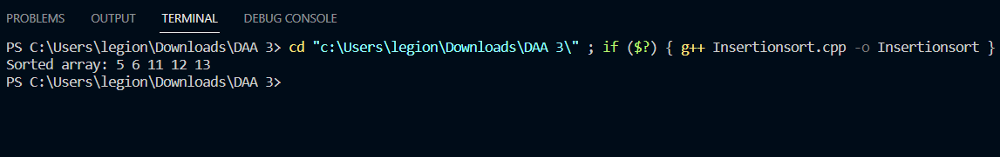 PROBLEMS OUTPUT TERMINAL DEBUG CONSOLE
PS C:\Users\legion\Downloads\DAA 3> cd "c:\Users\legion\Downloads\DAA 3\" ; if ($?) { g++ Insertionsort.cpp -o Insertionsort }
Sorted array: 5 6 11 12 13
PS C:\Users\legion\Downloads\DAA 3>